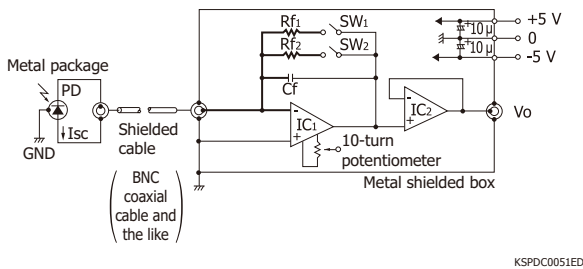 Rf1
SW1
Rf2
SW2
Cf
+5 V
0
-5 V
+
10 µ
+
10 µ
Metal package
PD
Isc
GND
Shielded
cable
BNC
coaxial
cable and
the like
-
+
IC1
10-turn
potentiometer
-
+
IC2
Vo
Metal shielded box
KSPDC0051ED